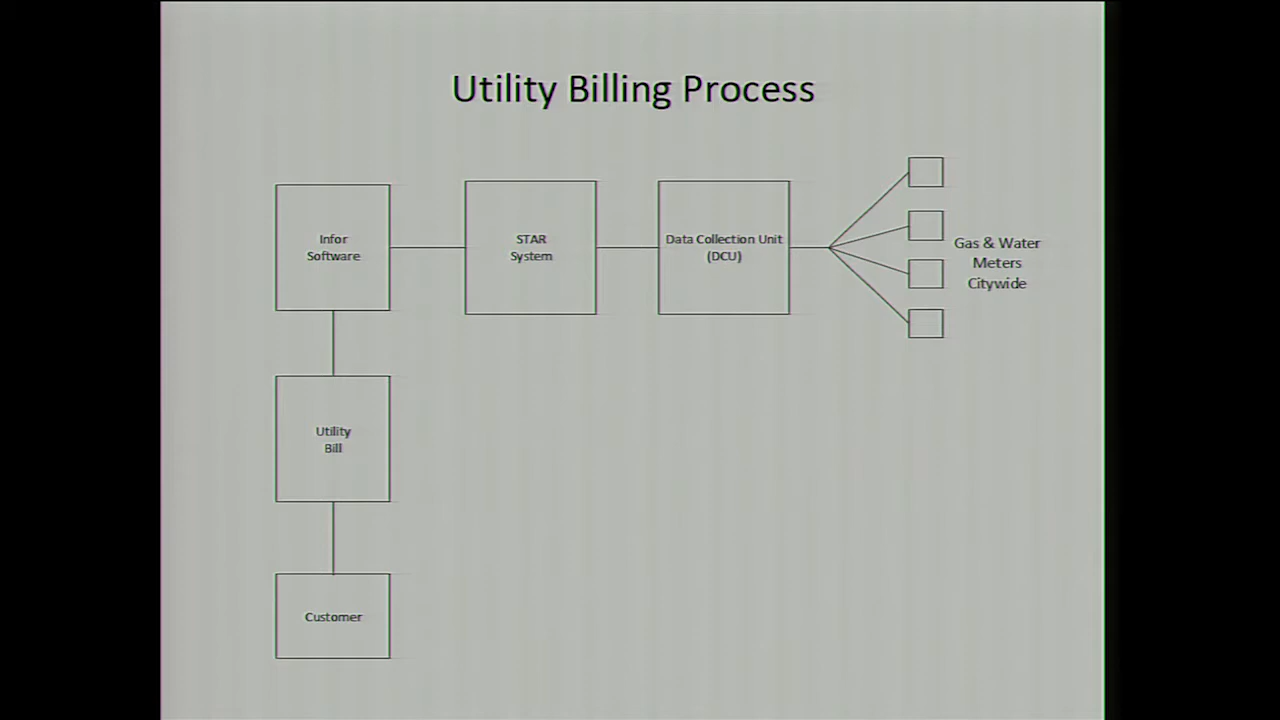 Utility Billing Process
Infor
Software
STAR
System
Data Collection Unit
(DCU)
Gas & Water
Meters
Citywide
Utility
Bill
Customer